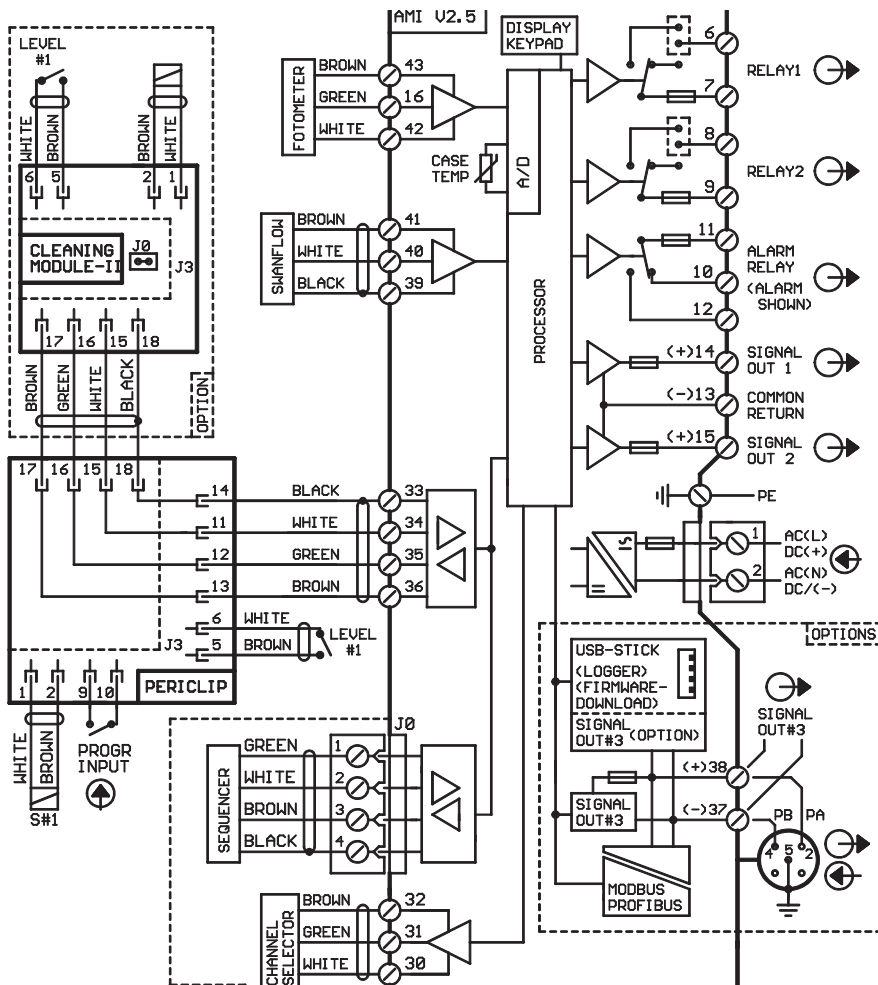 AMI V2.5
DISPLAY
KEYPAD
LEVEL
#1
WHITE
BROWN
BROWN
WHITE
6
5
2
1
CLEANING
MODULE-II
J0
J3
17
16
15
18
BROWN
GREEN
WHITE
BLACK
OPTION
FOTOMETER
BROWN
43
GREEN
16
WHITE
42
CASE
TEMP
A/D
PROCESSOR
SWANFLOW
BROWN
41
WHITE
40
BLACK
39
6
RELAY1
7
8
RELAY2
9
11
ALARM
RELAY
10
(ALARM
SHOWN)
12
(+)14
SIGNAL
OUT 1
(-)13
COMMON
RETURN
(+)15
SIGNAL
OUT 2
PE
1
AC(L)
DC(+)
2
AC(N)
DC/(-)
17
16
15
18
14
BLACK
33
11
WHITE
34
12
GREEN
35
13
BROWN
36
6
WHITE
J3
5
BROWN
LEVEL
#1
1
2
9
10
PERICLIP
WHITE
BROWN
PROGR
INPUT
S#1
J0
SEQUENCER
GREEN
1
WHITE
2
BROWN
3
BLACK
4
CHANNEL
SELECTOR
BROWN
32
GREEN
31
WHITE
30
OPTIONS
USB-STICK
(LOGGER)
(FIRMWARE-
DOWNLOAD)
SIGNAL
OUT#3 (OPTION)
SIGNAL
OUT#3
(+)38
SIGNAL
OUT#3
(-)37
PB PA
4
5
2
MODBUS
PROFIBUS